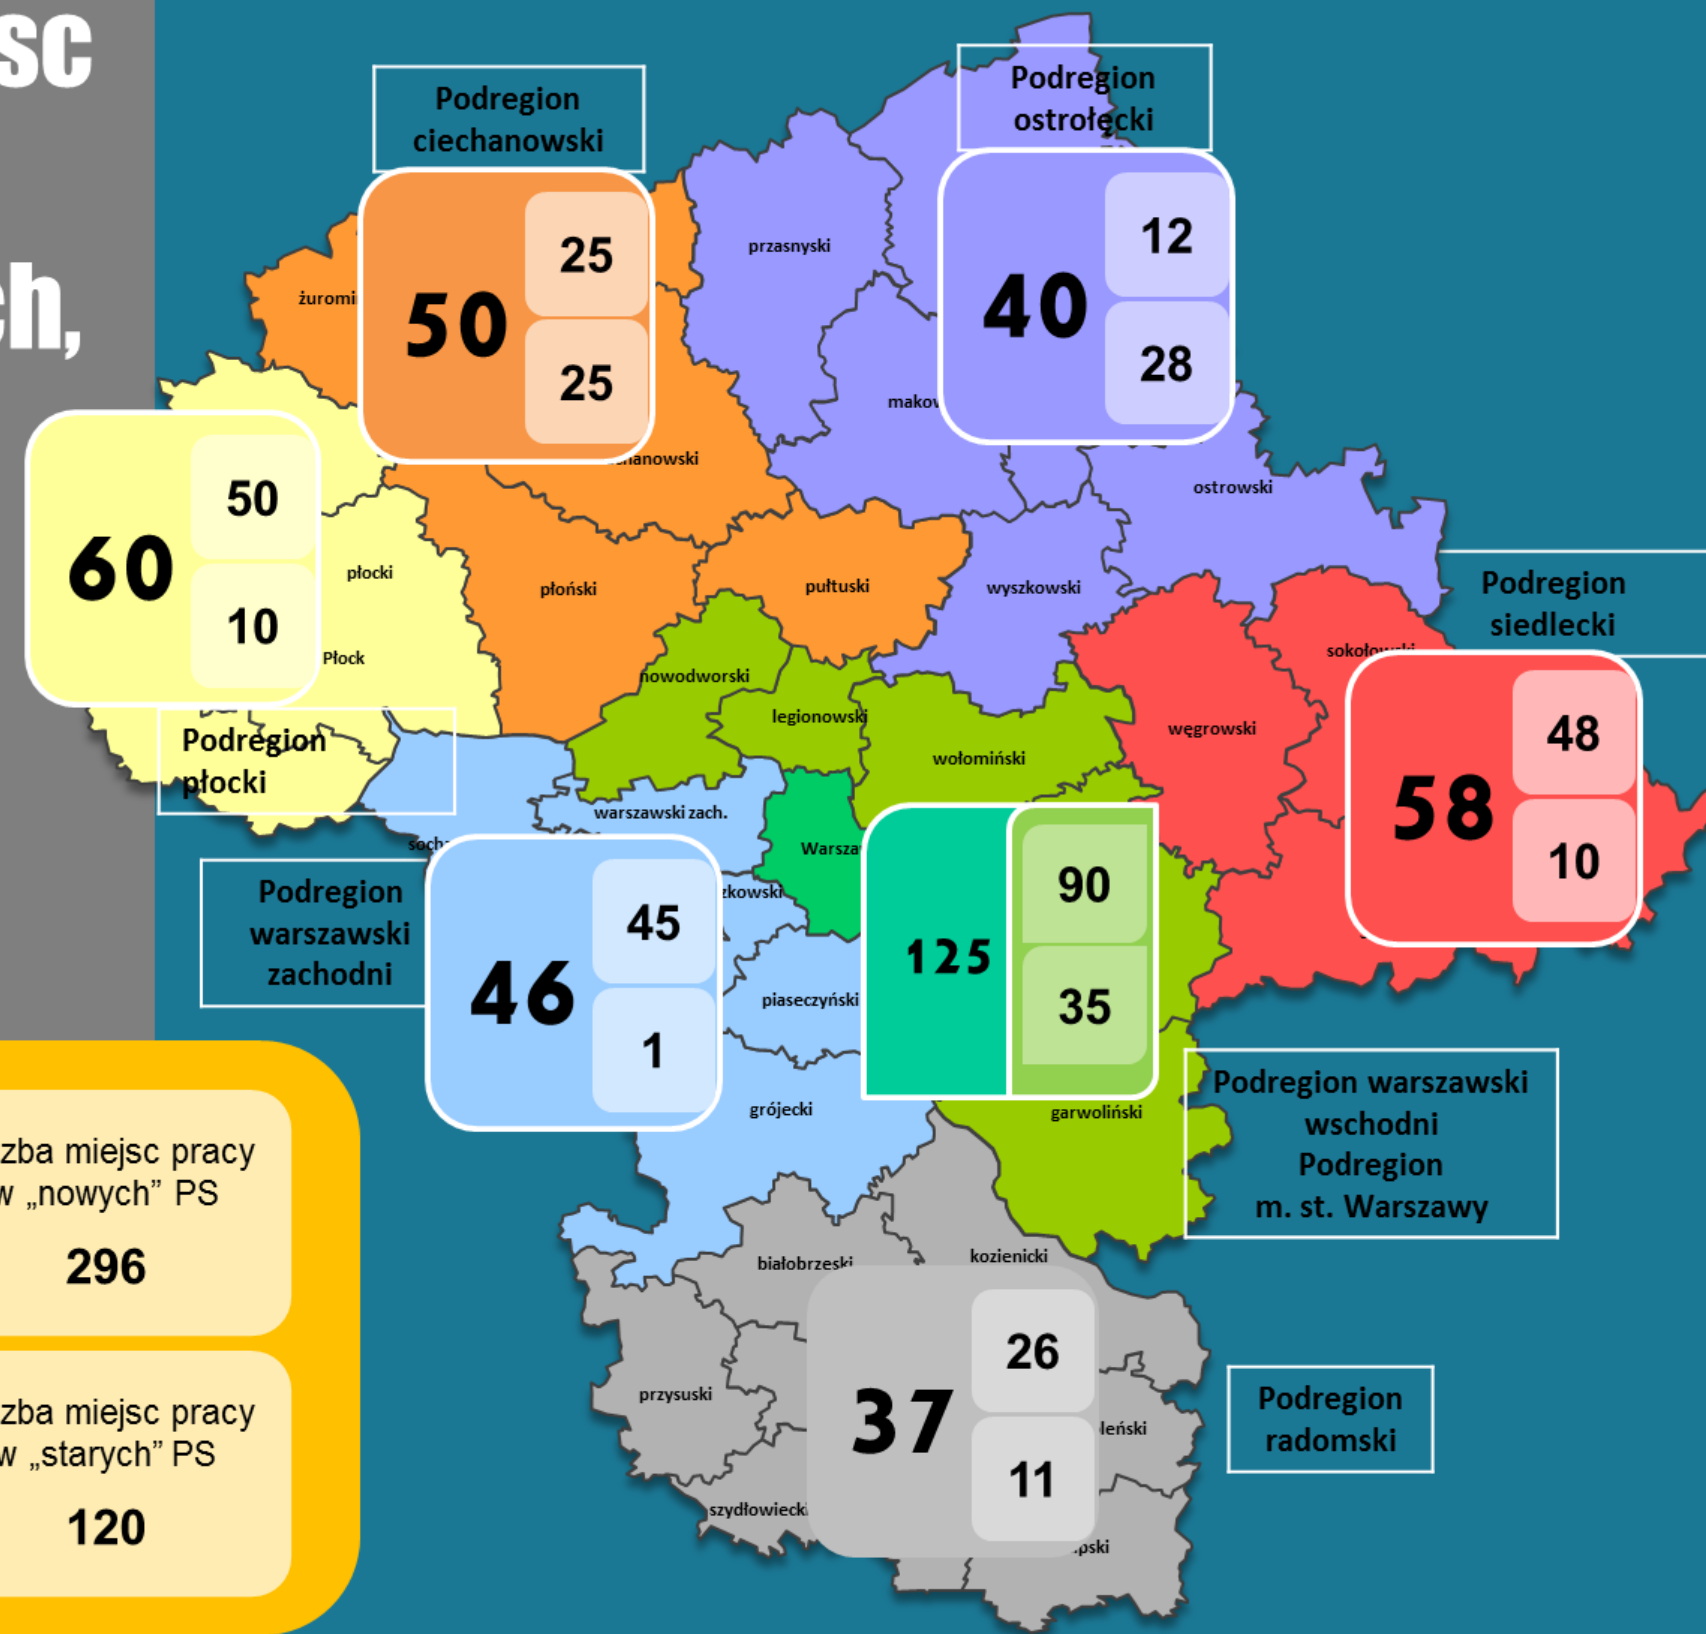 Podregion
ciechanowski
50
25
25
Podregion
ostrołęcki
40
12
28
przasnyski
ostrowski
60
50
10
płocki
Płock
Podregion
płocki
płoński
pułtuski
wyszkowski
nowodworski
legionowski
wołomiński
węgrowski
sokołowski
Podregion
siedlecki
58
48
10
warszawski zach.
Podregion
warszawski
zachodni
46
45
1
125
90
35
piaseczyński
grójecki
garwoliński
Podregion warszawski
wschodni
Podregion
m. st. Warszawy
białobrzeski
kozienicki
przysuski
szydłowiecki
37
26
11
Podregion
radomski
miejsc pracy
w „nowych” PS
296
miejsc pracy
w „starych” PS
120